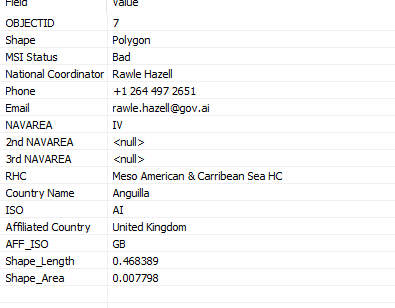 Field Value
OBJECTID 7
Shape Polygon
MSI Status Bad
National Coordinator Rawle Hazell
Phone +1 264 497 2651
Email rawle.hazell@gov.ai
NAVAREA IV
2nd NAVAREA <null>
3rd NAVAREA <null>
RHC Meso American & Carribean Sea HC
Country Name Anguilla
ISO AI
Affiliated Country United Kingdom
AFF_ISO GB
Shape_Length 0.468389
Shape_Area 0.007798